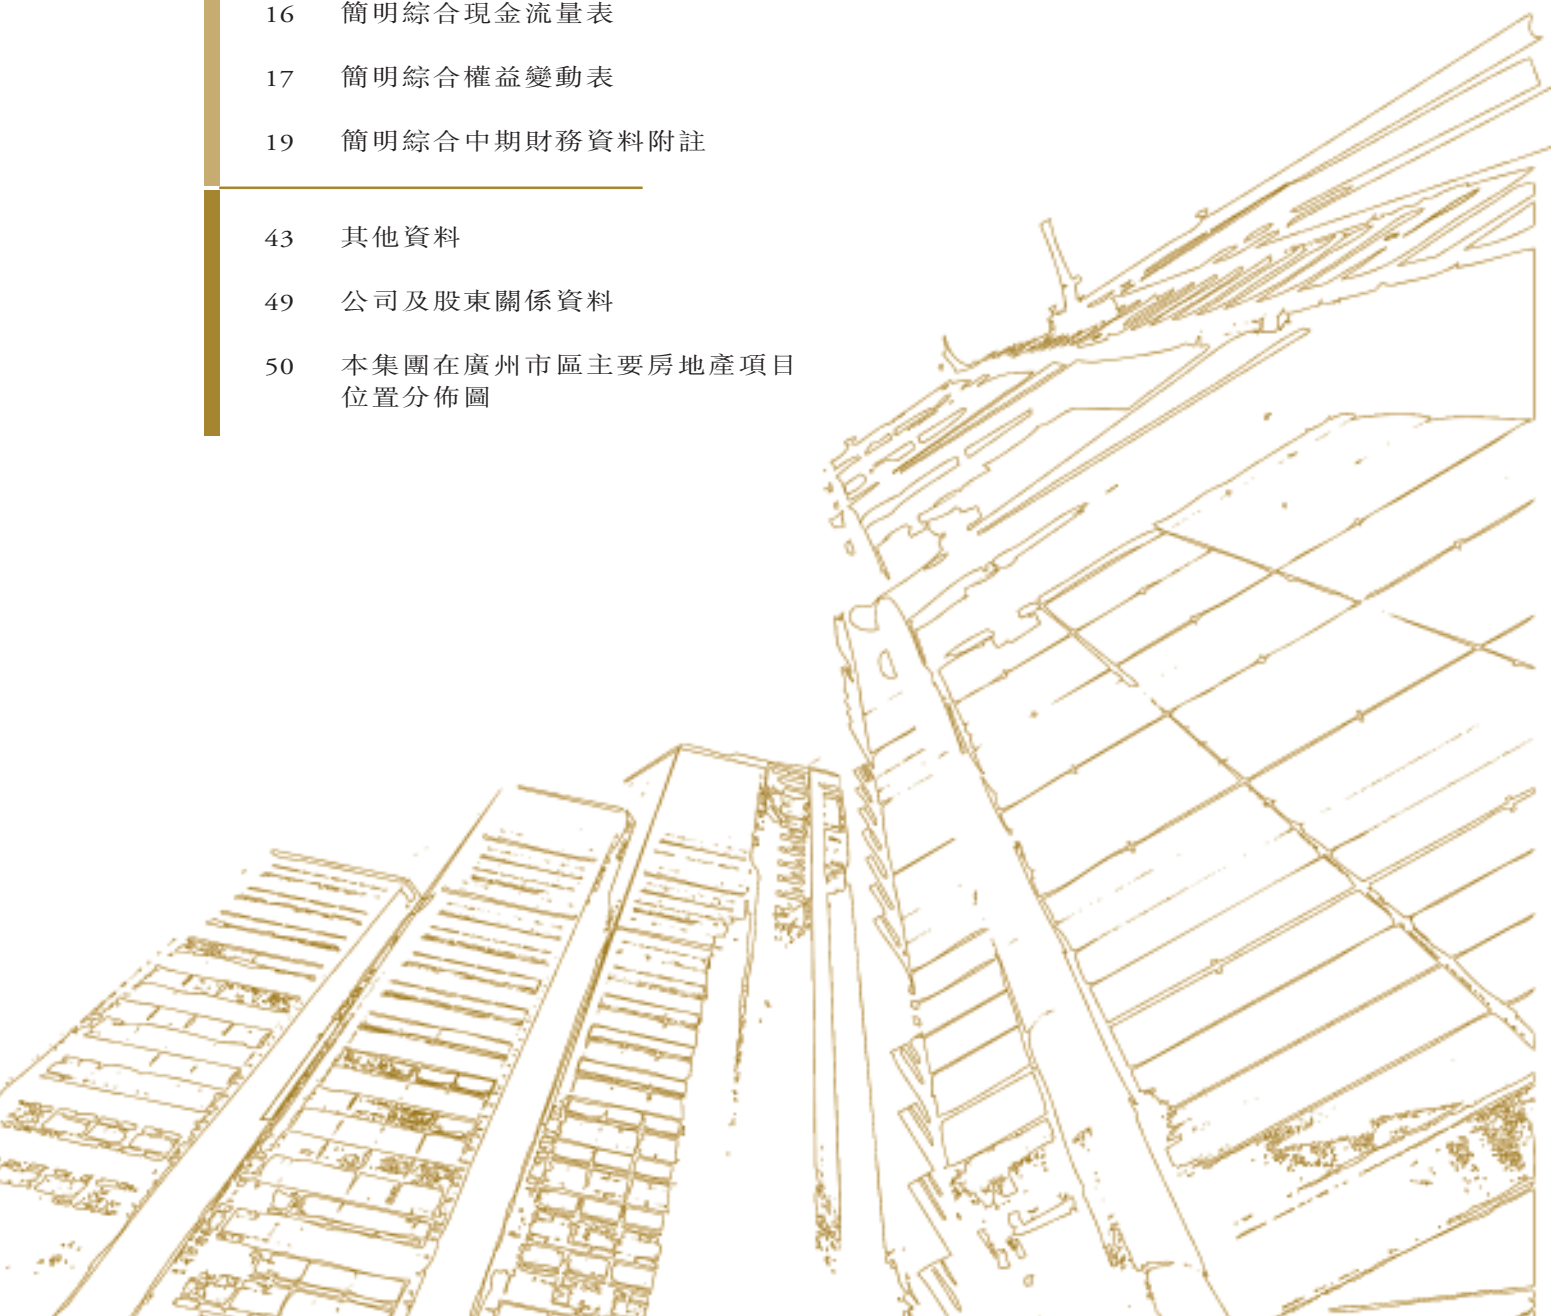 16 簡明綜合現金流量表
17 簡明綜合權益變動表
19 簡明綜合中期財務資料附註
43 其他資料
49 公司及股東關係資料
50 本集團在廣州市區主要房地產項目
位置分佈圖